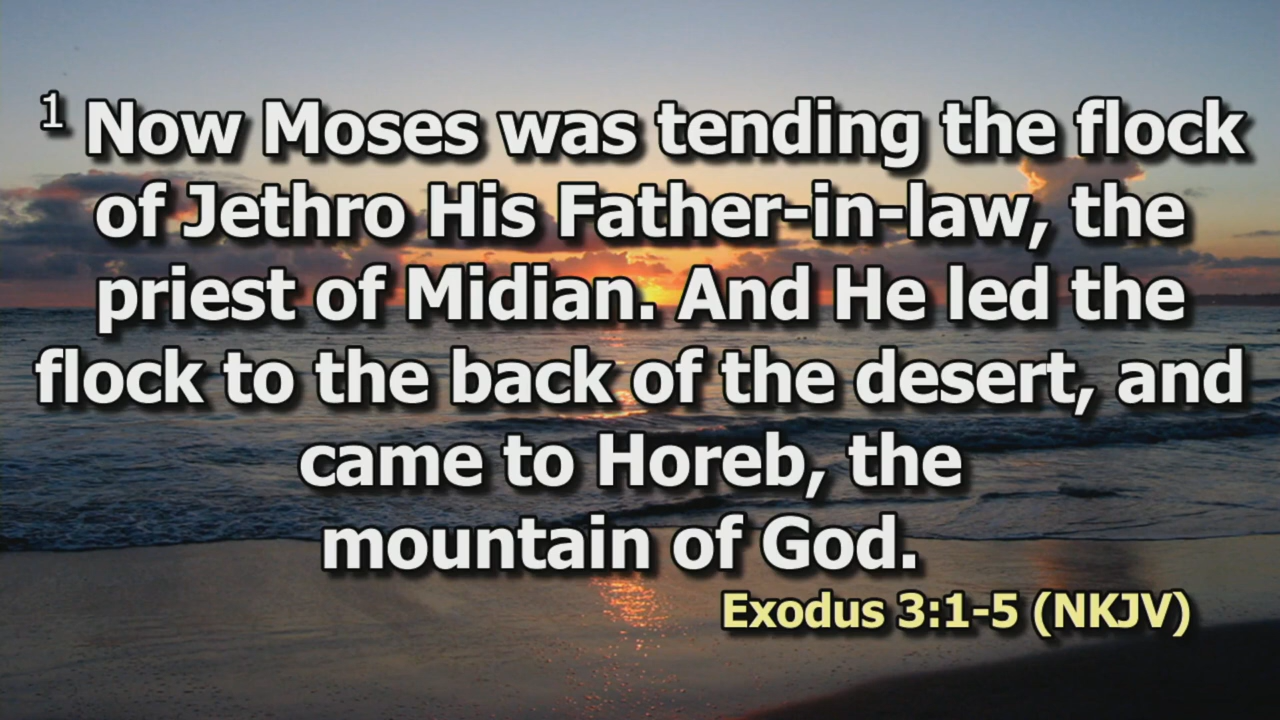 1 Now Moses was tending the flock
of Jethro His Father-in-law, the
priest of Midian. And He led the
flock to the back of the desert, and
came to Horeb, the
mountain of God.
Exodus 3:1-5 (NKJV)